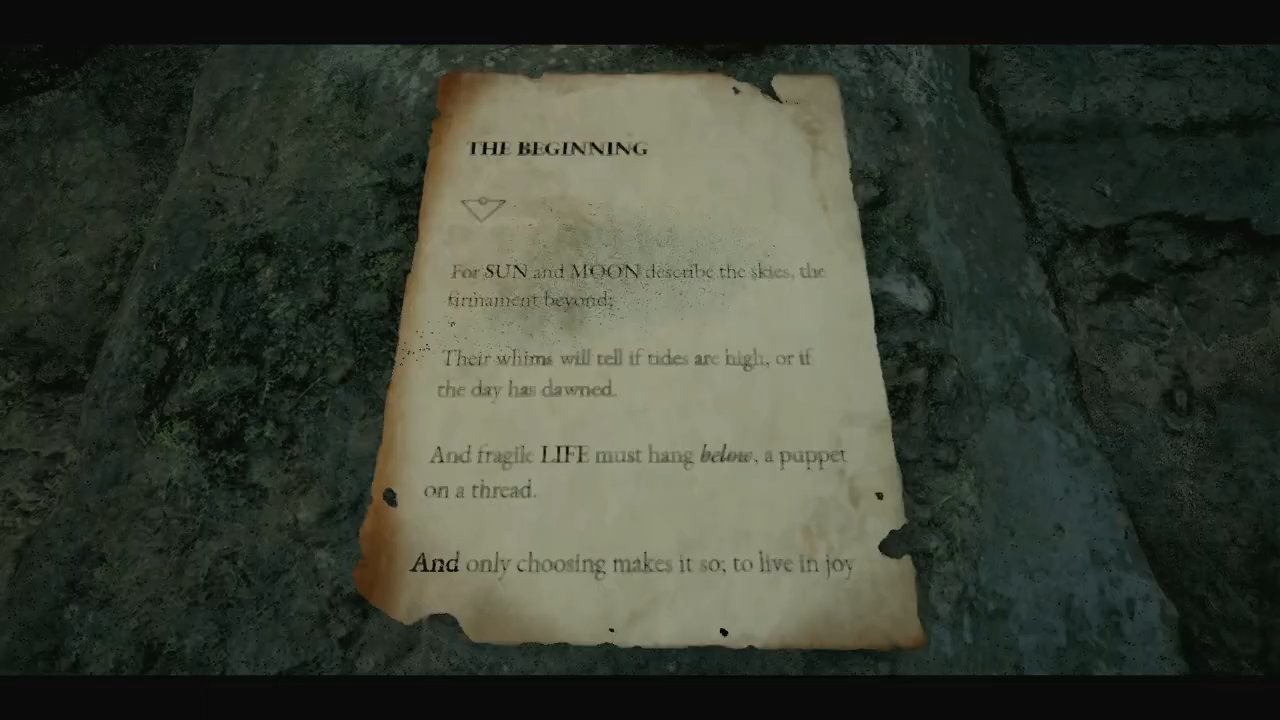 THE BEGINNING
For SUN and MOON describe the skies, the
firmament beyond;
Their whims will tell if tides are high, or if
the day has dawned.
And fragile LIFE must hang below, a puppet
on a thread.
And only choosing makes it so; to live in joy